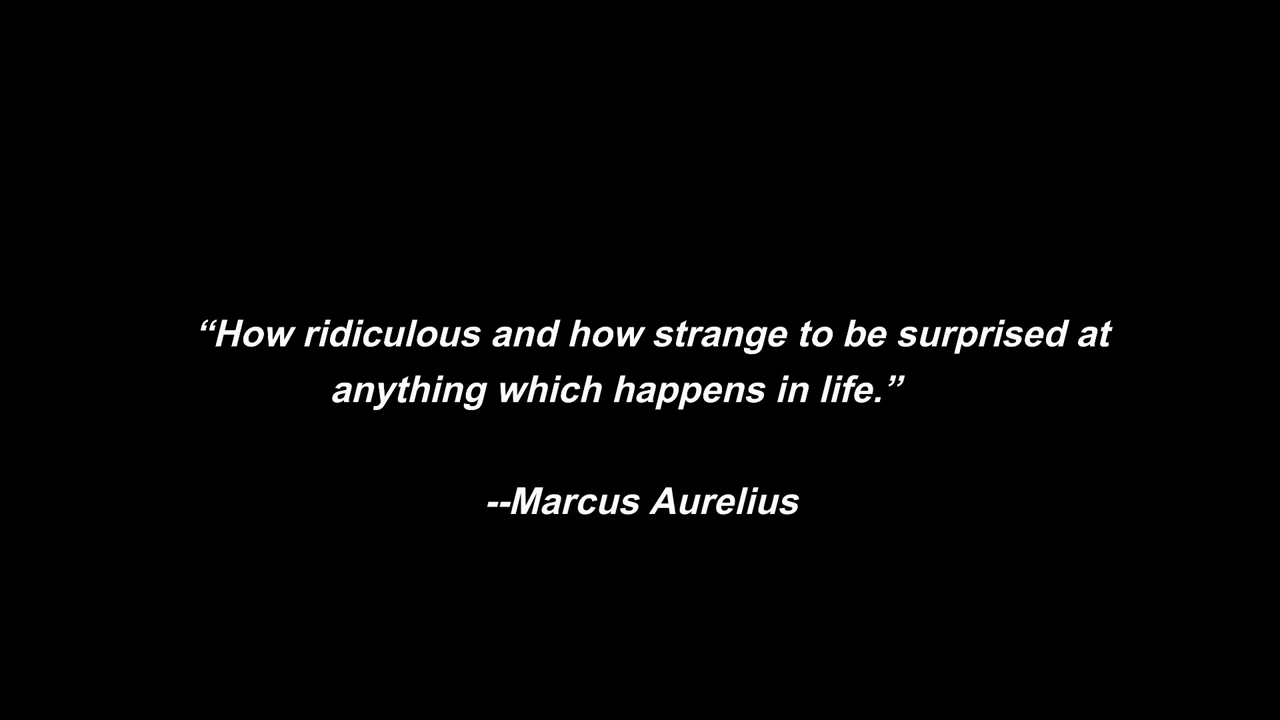 “How ridiculous and how strange to be surprised at
anything which happens in life.”
--Marcus Aurelius